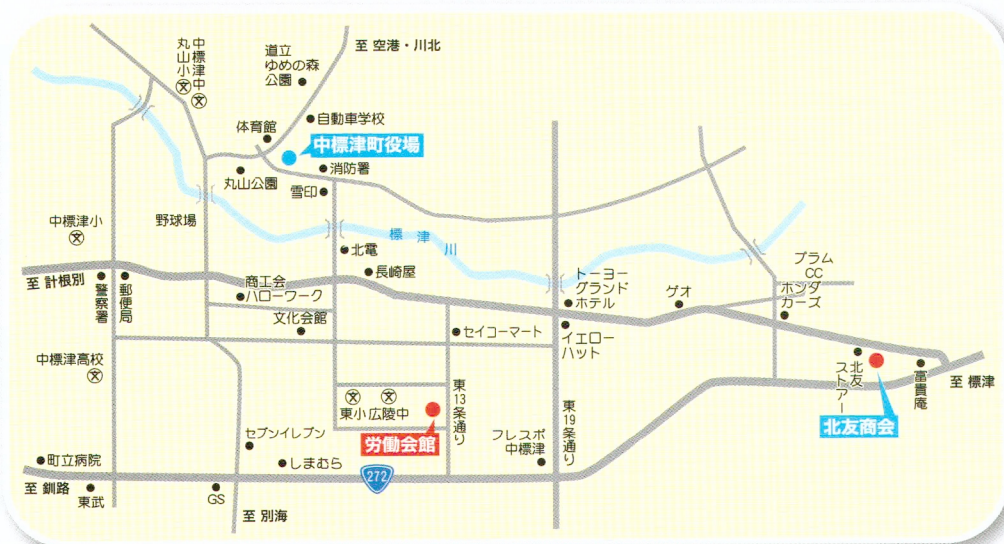 中標津中
丸山小
道立
ゆめの森
公園
至 空港・川北
自動車学校
体育館
中標津町役場
消防署
丸山公園
雪印
中標津小
野球場
標津川
北電
長崎屋
至 計根別
警察署
郵便局
商工会
ハローワーク
文化会館
トーヨー
グランド
ホテル
ゲオ
プラム
CC
ホンダ
カーズ
セイコーマート
イエロー
ハット
中標津高校
東小
広陵中
東13条通り
東19条通り
北友
ストアー
富貴庵
至 標津
北友商会
労働会館
セブンイレブン
しまむら
フレスポ
中標津
町立病院
至 釧路
東武
GS
272
至 別海